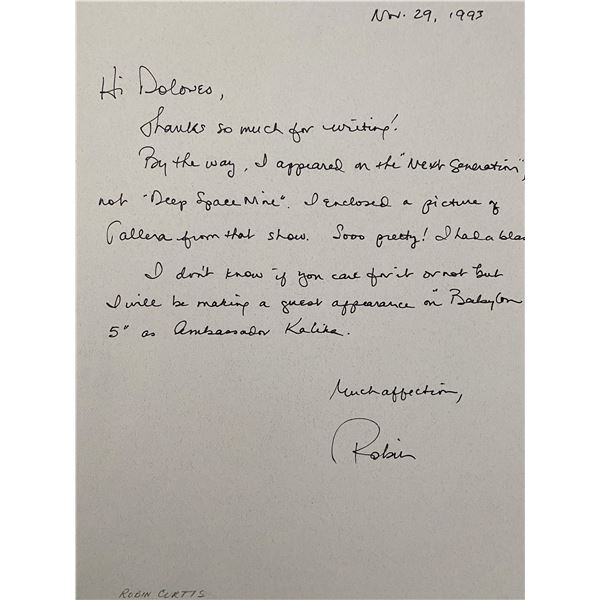 Nov. 29, 1993
Hi Dolores,
Thanks so much for writing!
By the way, I appeared on the "Next Generation",
not "Deep Space Nine". I enclosed a picture of
Tallera from that show. Sooo pretty! I had a blas
I don't know if you care for it or not but
I will be making a guest appearance on "Babylon
5" as Ambassador Kalika.
Much affection,
Robin
ROBIN CURTIS